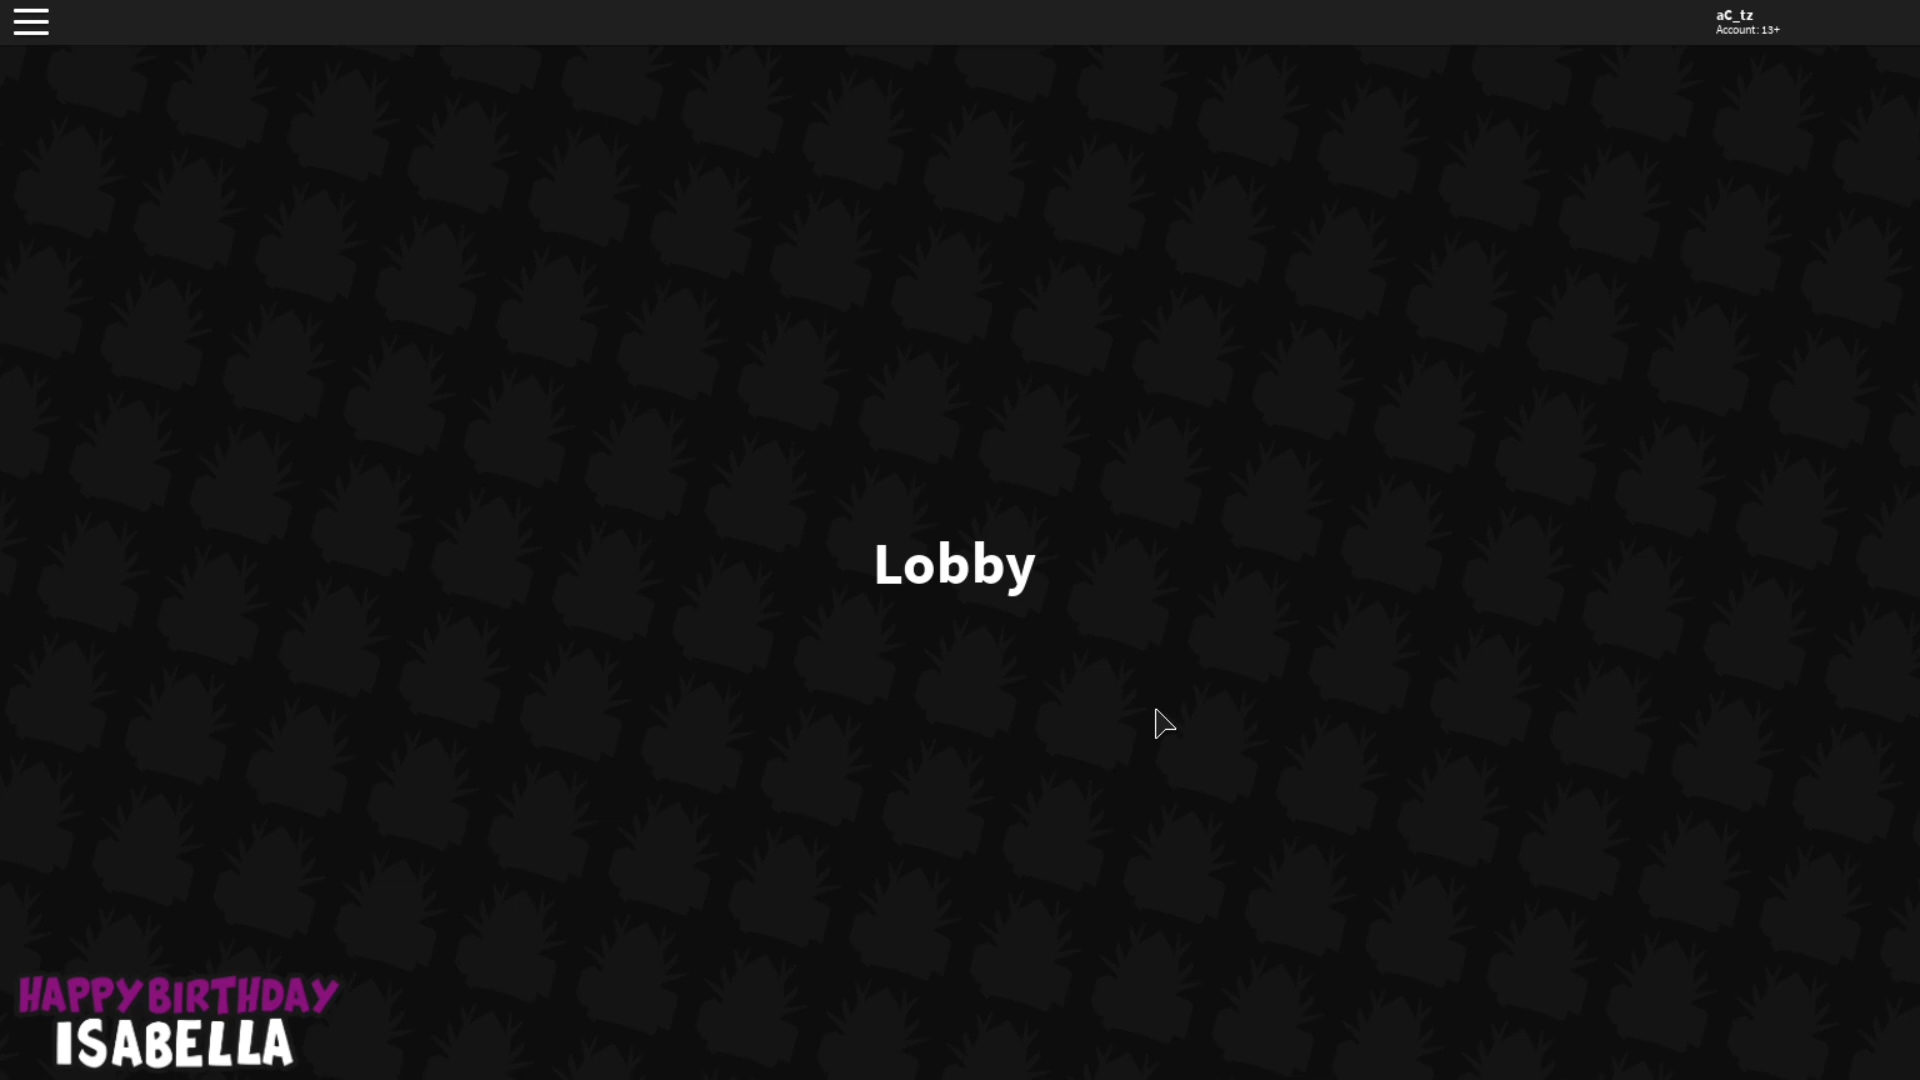 aC_tz
Account: 13+
Lobby
HAPPY BIRTHDAY
ISABELLA